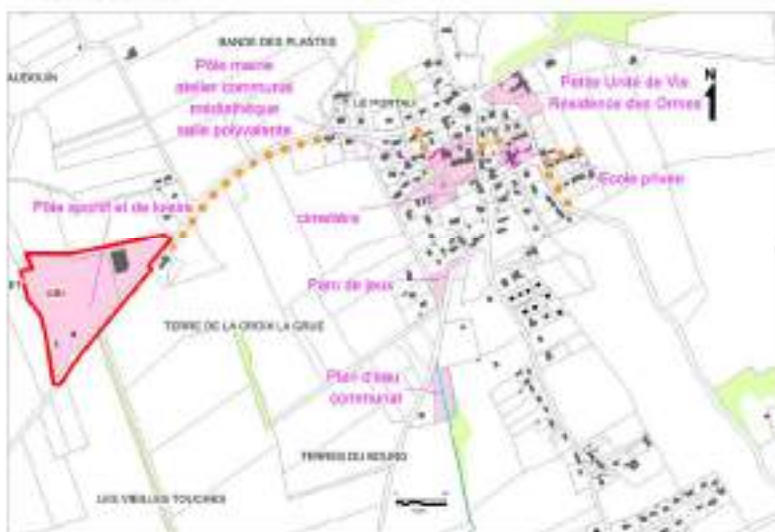 BANDE DES PLANTES
AUDOUIN
Pôle mairie
atelier communal
médiathèque
salle polyvalente
LE PORTAU
Petite Unité de Vie
Résidence des Ormes
N
Ecole privée
Pôle sportif et de loisirs
cimetière
Parc de jeux
TERRE DE LA CROIX LA GRUE
Plan d'eau
communal
TERRES DU BOURG
LES VIEILLES TOUCHES